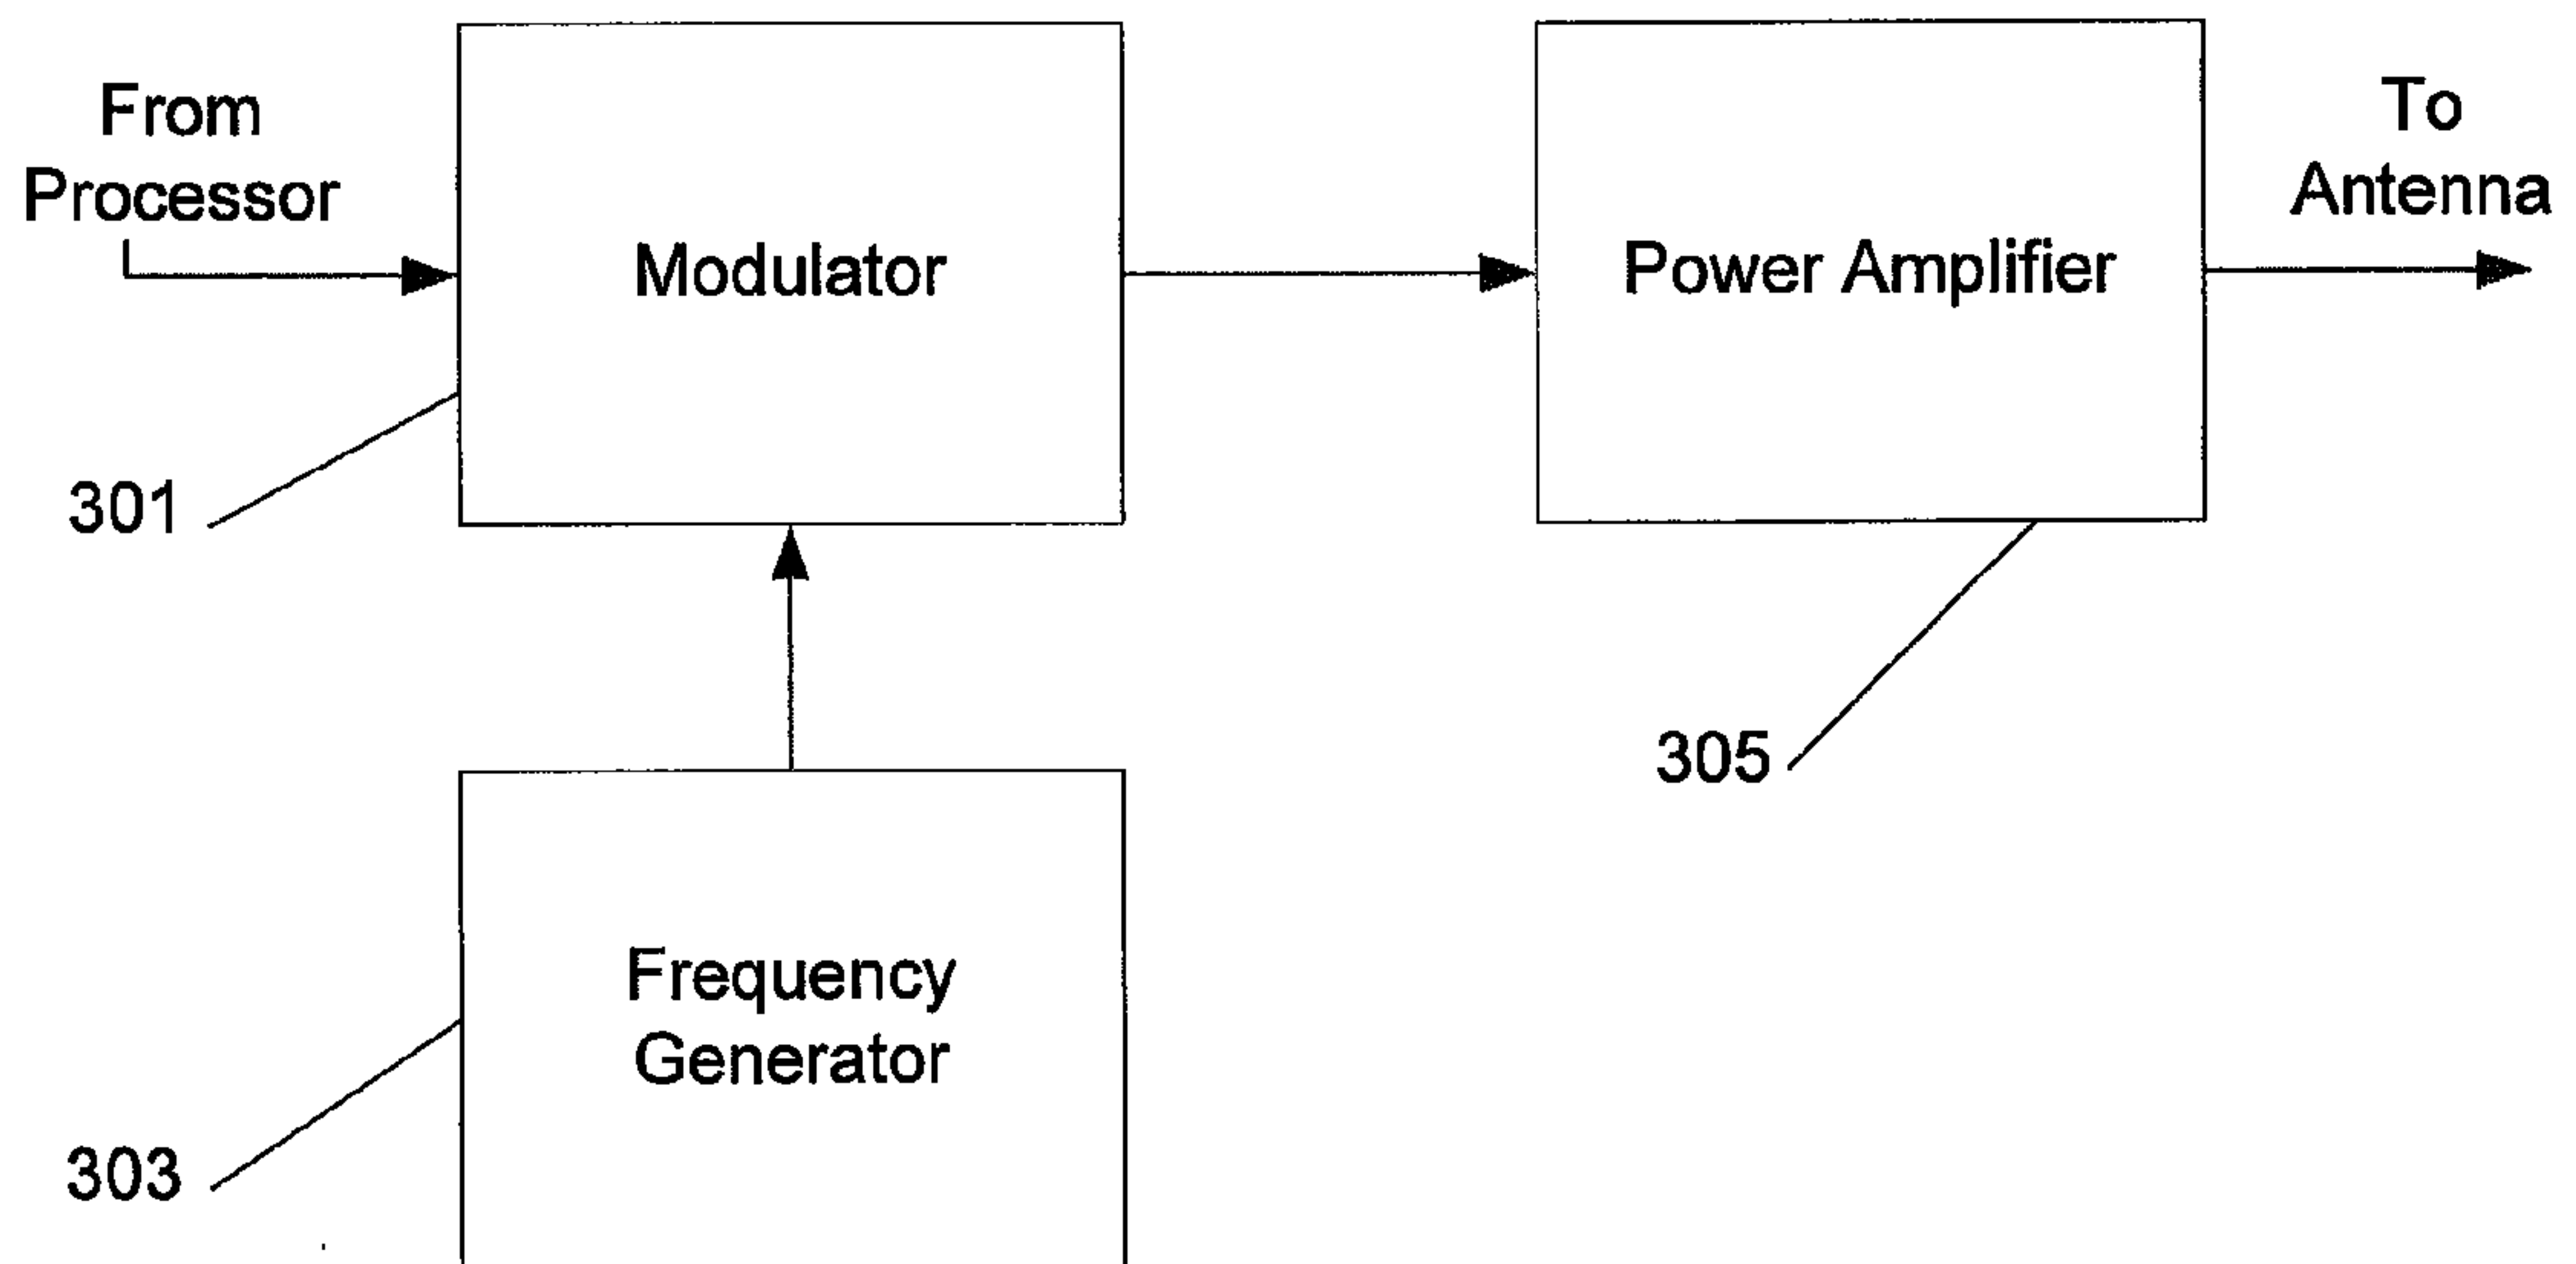 From
Processor
Modulator
Power Amplifier
To
Antenna
301
305
Frequency
Generator
303